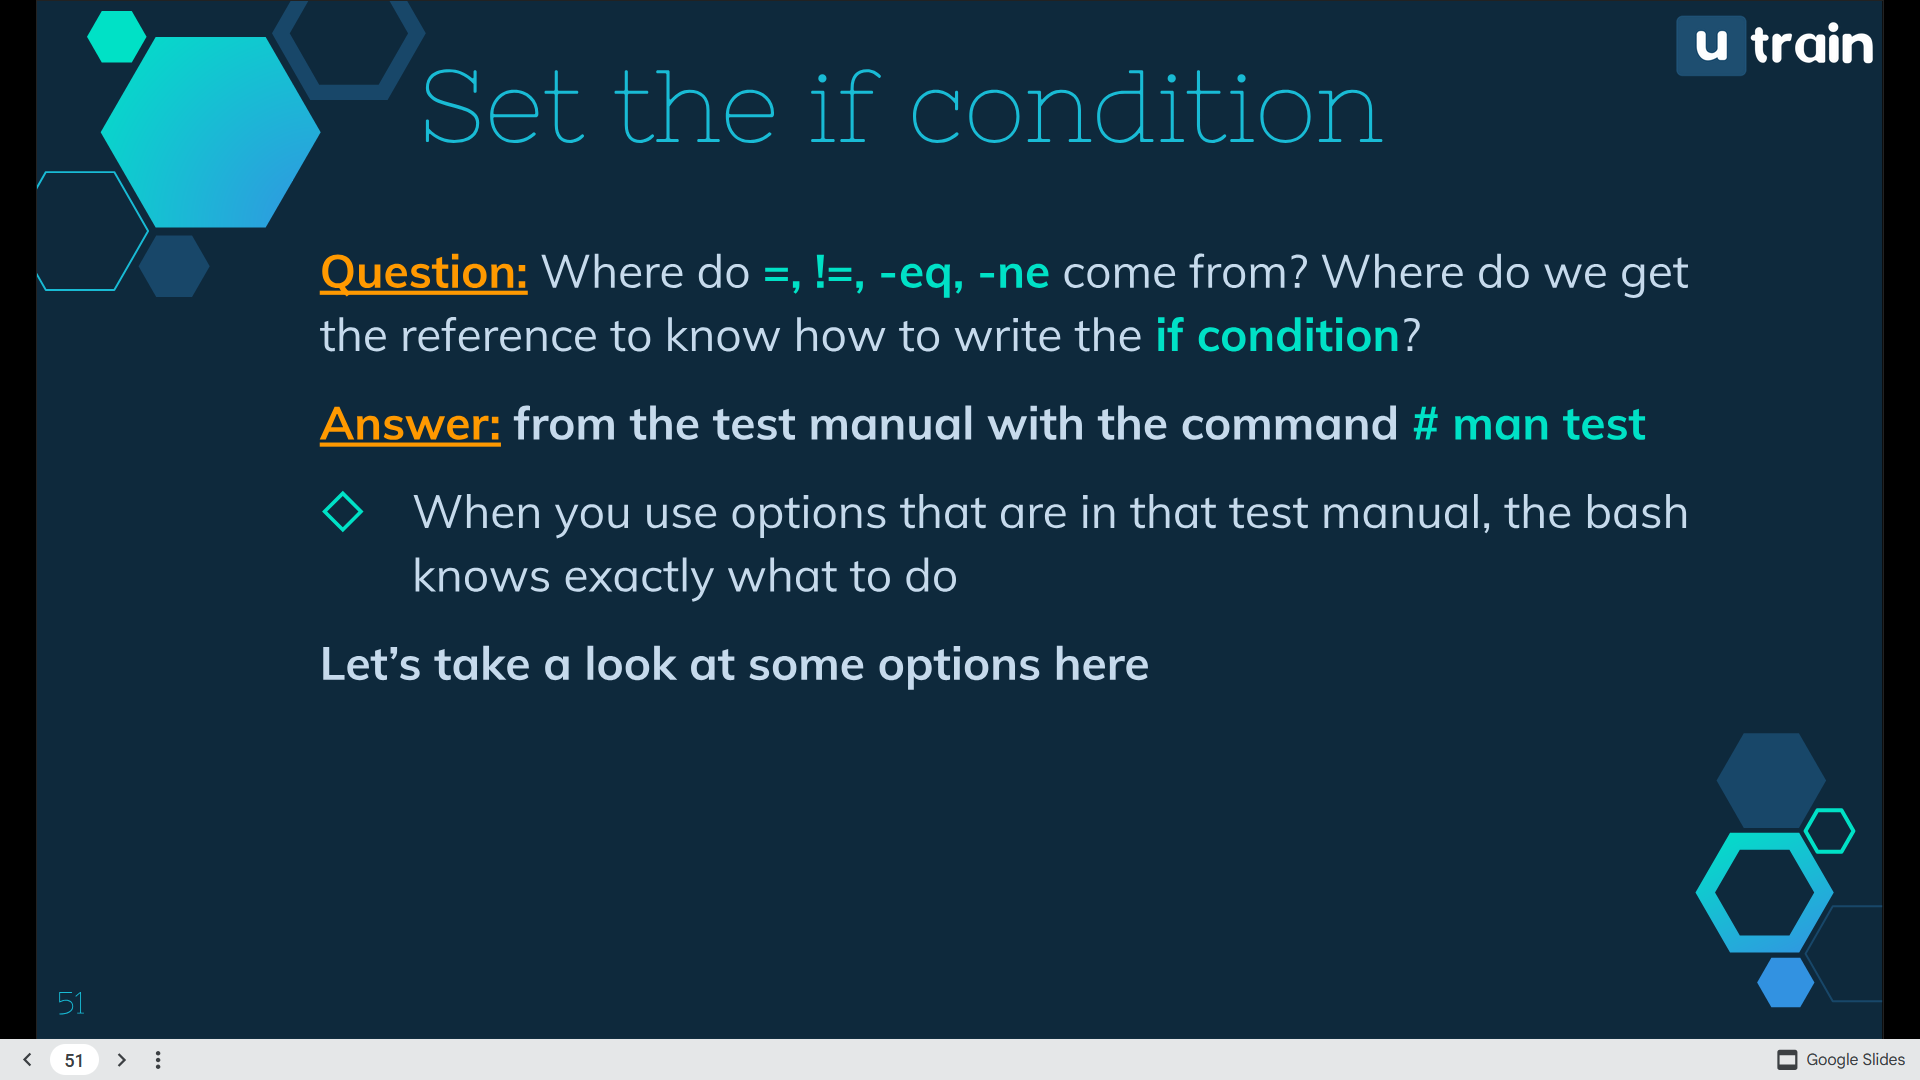 u train
Set the if condition
Question: Where do =, !=, -eq, -ne come from? Where do we get
the reference to know how to write the if condition?
Answer: from the test manual with the command # man test
When you use options that are in that test manual, the bash
knows exactly what to do
Let’s take a look at some options here
51
51
Google Slides